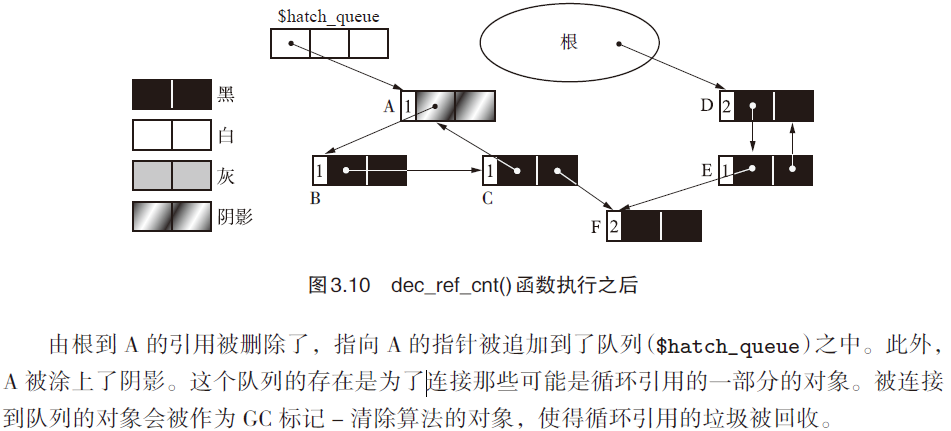 $hatch_queue
根
A 1
D 2
黑
白
灰
阴影
1
B
1
C
E 1
F 2
图3.10 dec_ref_cnt()函数执行之后
由根到 A 的引用被删除了，指向 A 的指针被追加到了队列（$hatch_queue）之中。此外，
A 被涂上了阴影。这个队列的存在是为了连接那些可能是循环引用的一部分的对象。被连接
到队列的对象会被作为 GC 标记－清除算法的对象，使得循环引用的垃圾被回收。